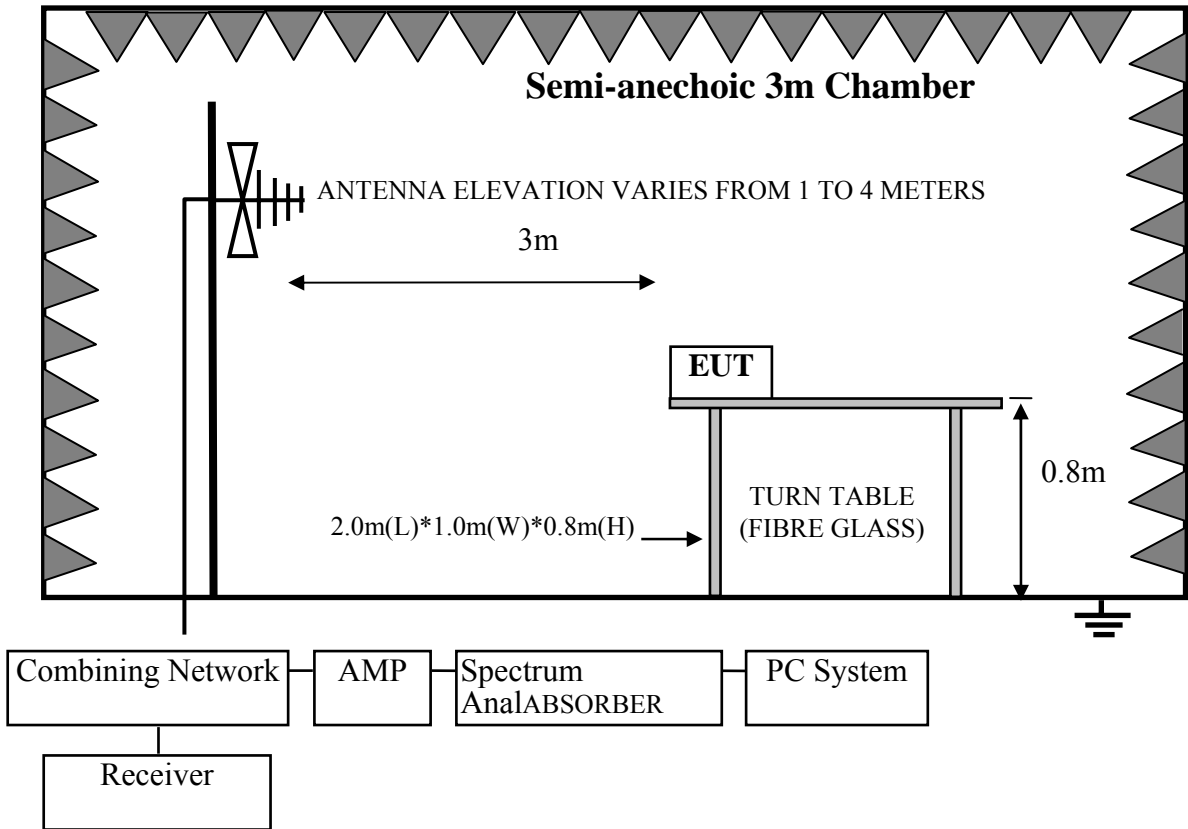 Semi-anechoic 3m Chamber
ANTENNA ELEVATION VARIES FROM 1 TO 4 METERS
3m
EUT
0.8m
TURN TABLE
(FIBRE GLASS)
2.0m(L)*1.0m(W)*0.8m(H)
Combining Network
AMP
Spectrum
AnalABSORBER
PC System
Receiver